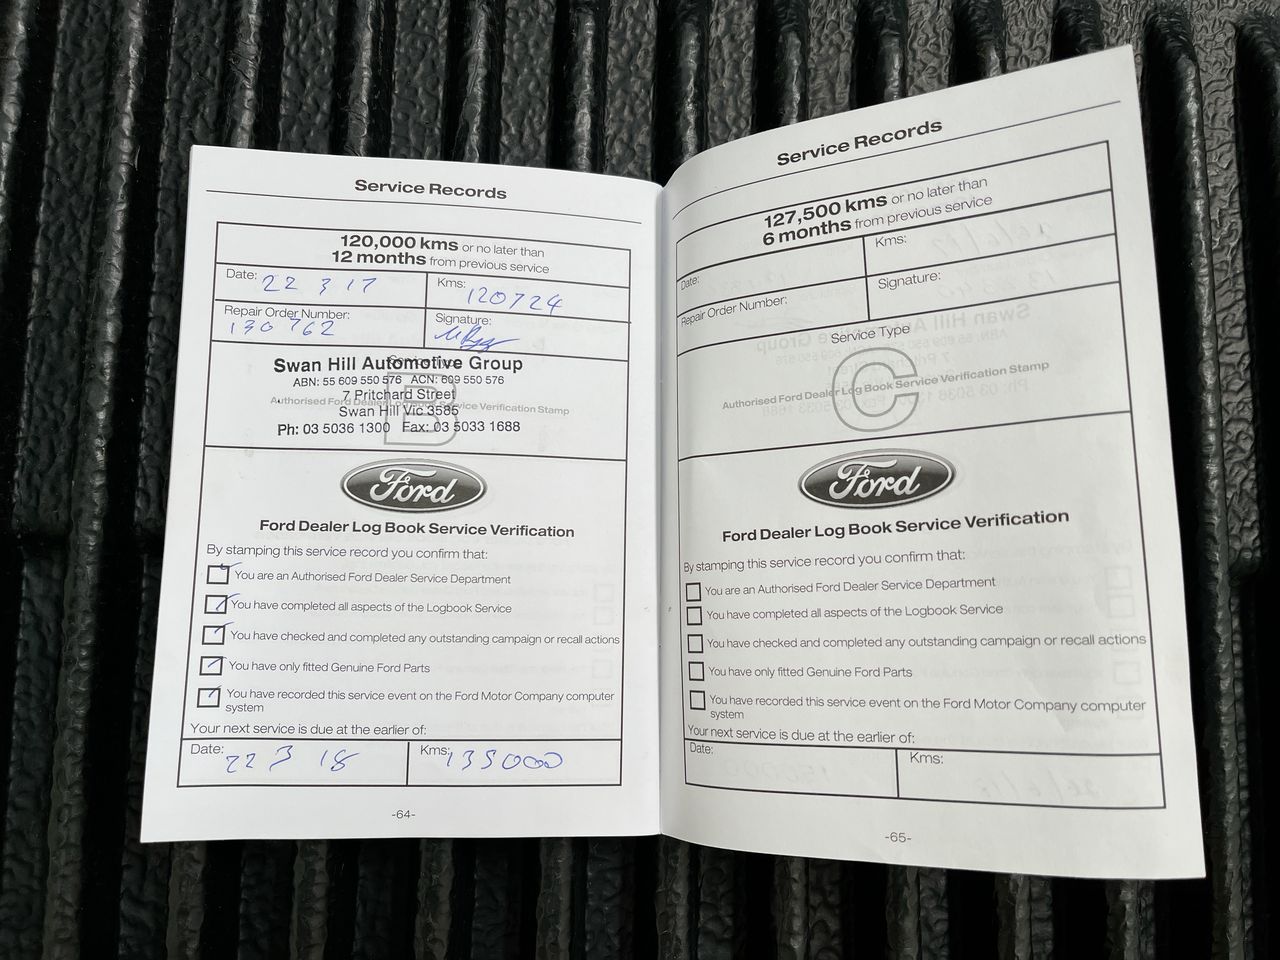 Service Records
120,000 kms or no later than
12 months from previous service
Date: 22 3 17
Kms: 120724
Repair Order Number: 130762
Signature:
Swan Hill Automotive Group
ABN: 55 609 550 576 ACN: 609 550 576
7 Pritchard Street
Authorised Ford Dealer Log Book Service Verification Stamp
Swan Hill Vic 3585
B
Ph: 03 5036 1300 Fax: 03 5033 1688
Ford
Ford Dealer Log Book Service Verification
By stamping this service record you confirm that:
You are an Authorised Ford Dealer Service Department
You have completed all aspects of the Logbook Service
You have checked and completed any outstanding campaign or recall actions
You have only fitted Genuine Ford Parts
You have recorded this service event on the Ford Motor Company computer
system
Your next service is due at the earlier of:
Date: 22 3 18
Kms: 135000
-64-
Service Records
127,500 kms or no later than
6 months from previous service
Date:
Kms:
Repair Order Number:
Signature:
Service Type
C
Authorised Ford Dealer Log Book Service Verification Stamp
Ford
Ford Dealer Log Book Service Verification
By stamping this service record you confirm that:
You are an Authorised Ford Dealer Service Department
You have completed all aspects of the Logbook Service
You have checked and completed any outstanding campaign or recall actions
You have only fitted Genuine Ford Parts
You have recorded this service event on the Ford Motor Company computer
system
Your next service is due at the earlier of:
Date:
Kms:
-65-